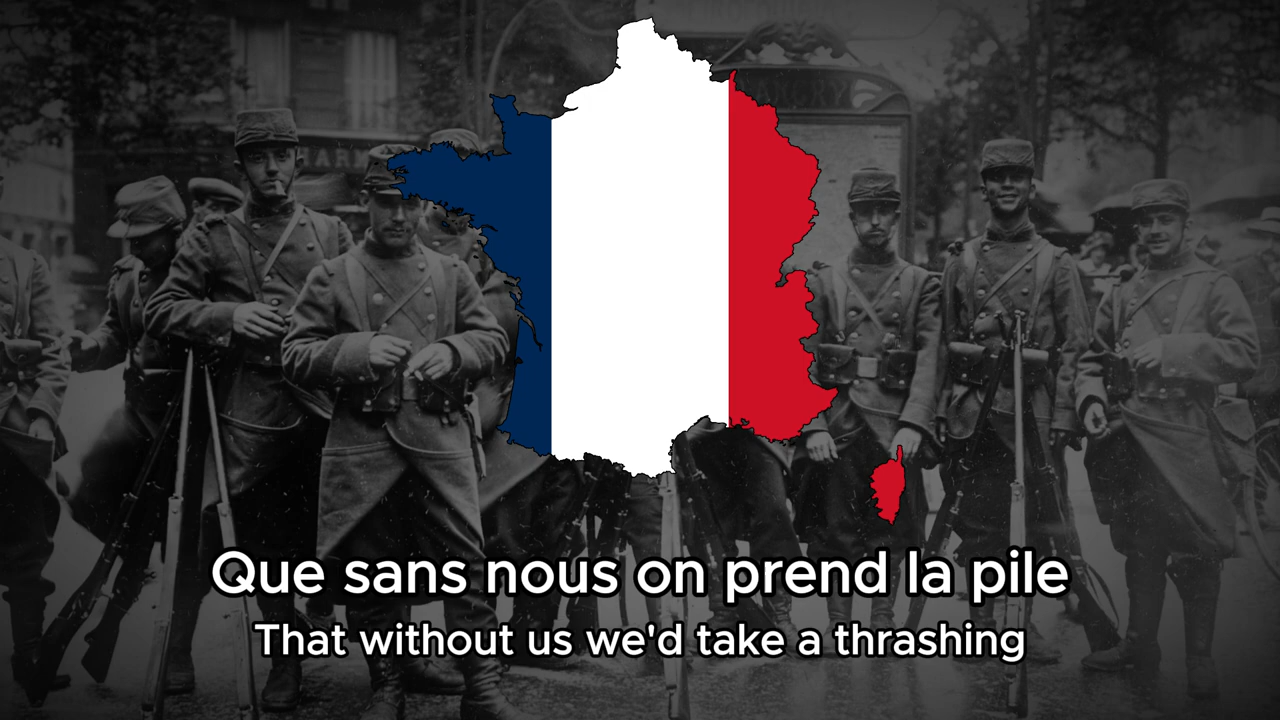 Que sans nous on prend la pile
That without us we'd take a thrashing